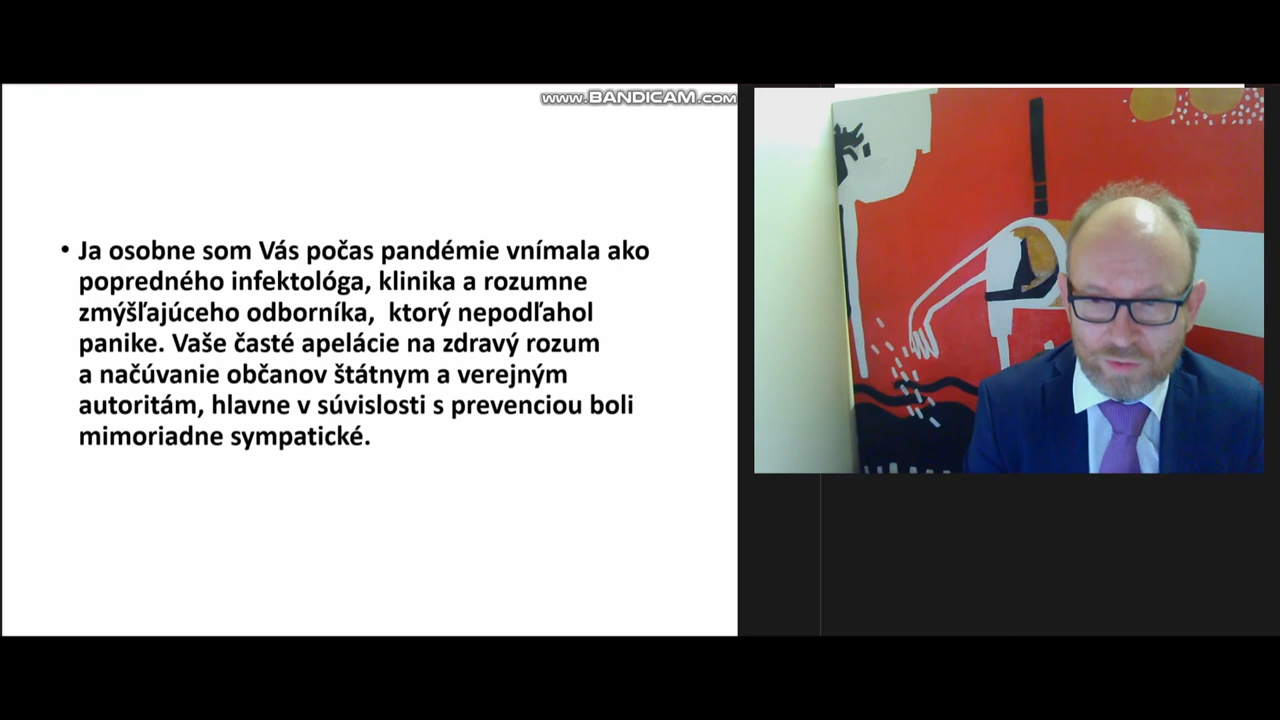 www.BANDICAM.com
• Ja osobne som Vás počas pandémie vnímala ako
popredného infektológa, klinika a rozumne
zmýšľajúceho odborníka,  ktorý nepodľahol
panike. Vaše časté apelácie na zdravý rozum
a načúvanie občanov štátnym a verejným
autoritám, hlavne v súvislosti s prevenciou boli
mimoriadne sympatické.